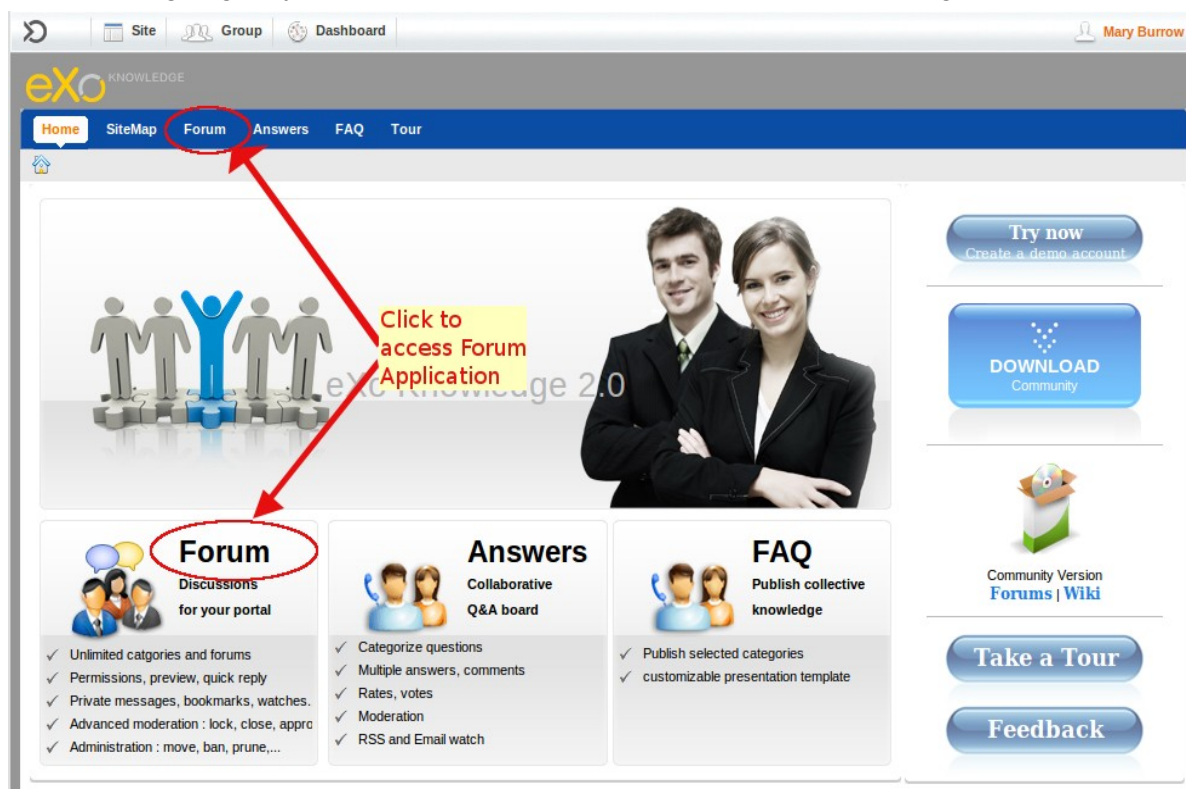 Site Group Dashboard Mary Burrow
eXo KNOWLEDGE
Home SiteMap Forum Answers FAQ Tour
Click to
access Forum
Application
eXo Knowledge 2.0
Forum
Discussions
for your portal
Unlimited catgories and forums
Permissions, preview, quick reply
Private messages, bookmarks, watches.
Advanced moderation : lock, close, appro
Administration : move, ban, prune,...
Answers
Collaborative
Q&A board
Categorize questions
Multiple answers, comments
Rates, votes
Moderation
RSS and Email watch
FAQ
Publish collective
knowledge
Publish selected categories
customizable presentation template
Try now
Create a demo account
DOWNLOAD
Community
Community Version
Forums | Wiki
Take a Tour
Feedback